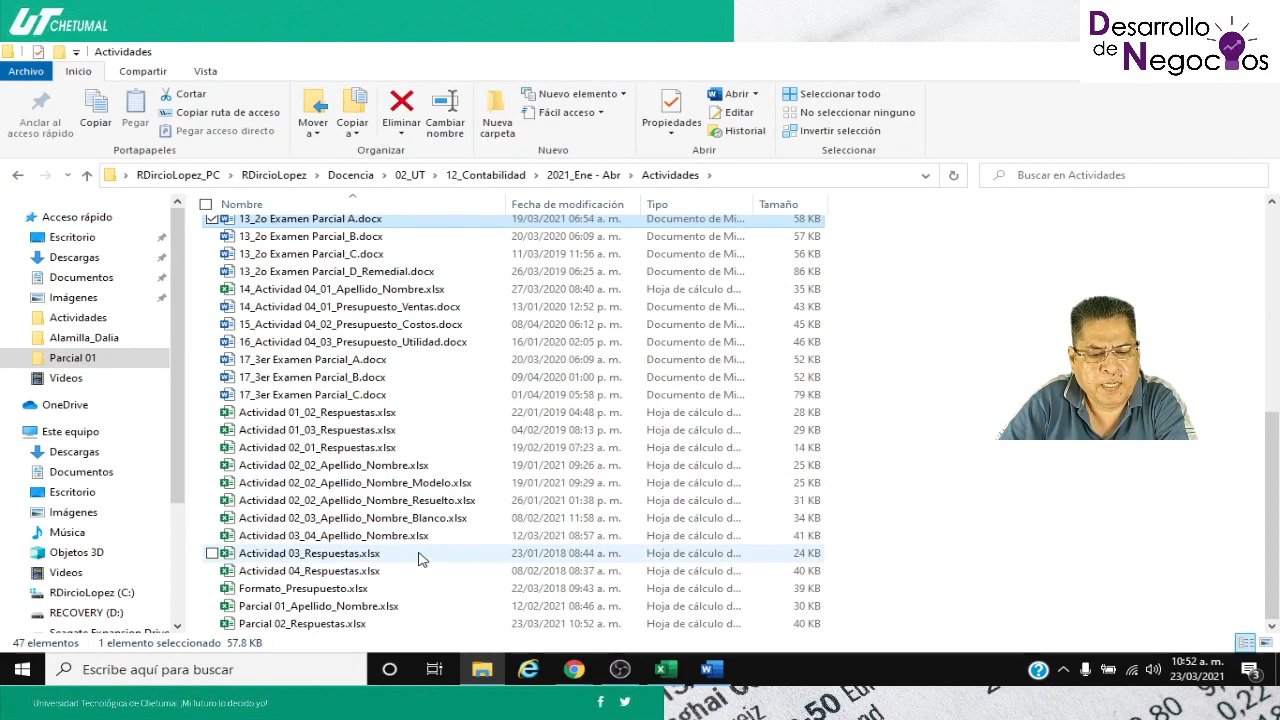 UT CHETUMAL
Desarrollo
de Negocios
Actividades
Archivo Inicio Compartir Vista
Anclar al acceso rápido
Copiar
Pegar
Cortar
Copiar ruta de acceso
Pegar acceso directo
Mover a
Copiar a
Eliminar
Cambiar nombre
Nueva carpeta
Nuevo elemento
Fácil acceso
Propiedades
Abrir
Editar
Historial
Seleccionar todo
No seleccionar ninguno
Invertir selección
Portapapeles Organizar Nuevo Abrir Seleccionar
RDircioLopez_PC RDircioLopez Docencia 02_UT 12_Contabilidad 2021_Ene - Abr Actividades
Buscar en Actividades
Acceso rápido
Escritorio
Descargas
Documentos
Imágenes
Actividades
Alamilla_Dalia
Parcial 01
Videos
OneDrive
Este equipo
Descargas
Documentos
Escritorio
Imágenes
Música
Objetos 3D
Videos
RDircioLopez (C:)
RECOVERY (D:)
Seagate Expansion Drive
Nombre Fecha de modificación Tipo Tamaño
13_2o Examen Parcial A.docx 19/03/2021 06:54 a. m. Documento de Mi... 58 KB
13_2o Examen Parcial_B.docx 20/03/2020 06:09 a. m. Documento de Mi... 57 KB
13_2o Examen Parcial_C.docx 11/03/2019 11:56 a. m. Documento de Mi... 56 KB
13_2o Examen Parcial_D_Remedial.docx 26/03/2019 06:25 a. m. Documento de Mi... 86 KB
14_Actividad 04_01_Apellido_Nombre.xlsx 27/03/2020 08:40 a. m. Hoja de cálculo d... 35 KB
14_Actividad 04_01_Presupuesto_Ventas.docx 13/01/2020 12:52 p. m. Documento de Mi... 43 KB
15_Actividad 04_02_Presupuesto_Costos.docx 08/04/2020 06:12 p. m. Documento de Mi... 45 KB
16_Actividad 04_03_Presupuesto_Utilidad.docx 16/01/2020 02:05 p. m. Documento de Mi... 46 KB
17_3er Examen Parcial_A.docx 20/03/2020 06:09 a. m. Documento de Mi... 52 KB
17_3er Examen Parcial_B.docx 09/04/2020 01:00 p. m. Documento de Mi... 52 KB
17_3er Examen Parcial_C.docx 01/04/2019 05:58 p. m. Documento de Mi... 79 KB
Actividad 01_02_Respuestas.xlsx 22/01/2019 04:48 p. m. Hoja de cálculo d... 28 KB
Actividad 01_03_Respuestas.xlsx 04/02/2019 08:13 p. m. Hoja de cálculo d... 29 KB
Actividad 02_01_Respuestas.xlsx 19/02/2019 07:23 p. m. Hoja de cálculo d... 14 KB
Actividad 02_02_Apellido_Nombre.xlsx 19/01/2021 09:26 a. m. Hoja de cálculo d... 25 KB
Actividad 02_02_Apellido_Nombre_Modelo.xlsx 19/01/2021 09:29 a. m. Hoja de cálculo d... 25 KB
Actividad 02_02_Apellido_Nombre_Resuelto.xlsx 26/01/2021 01:38 p. m. Hoja de cálculo d... 31 KB
Actividad 02_03_Apellido_Nombre_Blanco.xlsx 08/02/2021 11:58 a. m. Hoja de cálculo d... 34 KB
Actividad 03_04_Apellido_Nombre.xlsx 12/03/2021 08:57 a. m. Hoja de cálculo d... 41 KB
Actividad 03_Respuestas.xlsx 23/01/2018 08:44 a. m. Hoja de cálculo d... 24 KB
Actividad 04_Respuestas.xlsx 08/02/2018 08:37 a. m. Hoja de cálculo d... 40 KB
Formato_Presupuesto.xlsx 22/03/2018 09:43 a. m. Hoja de cálculo d... 39 KB
Parcial 01_Apellido_Nombre.xlsx 12/02/2021 08:46 a. m. Hoja de cálculo d... 30 KB
Parcial 02_Respuestas.xlsx 23/03/2021 10:52 a. m. Hoja de cálculo d... 40 KB
47 elementos 1 elemento seleccionado 57.8 KB
Escribe aquí para buscar
10:52 a. m.
23/03/2021
3
Universidad Tecnológica de Chetumal ¡Mi futuro lo decido yo!